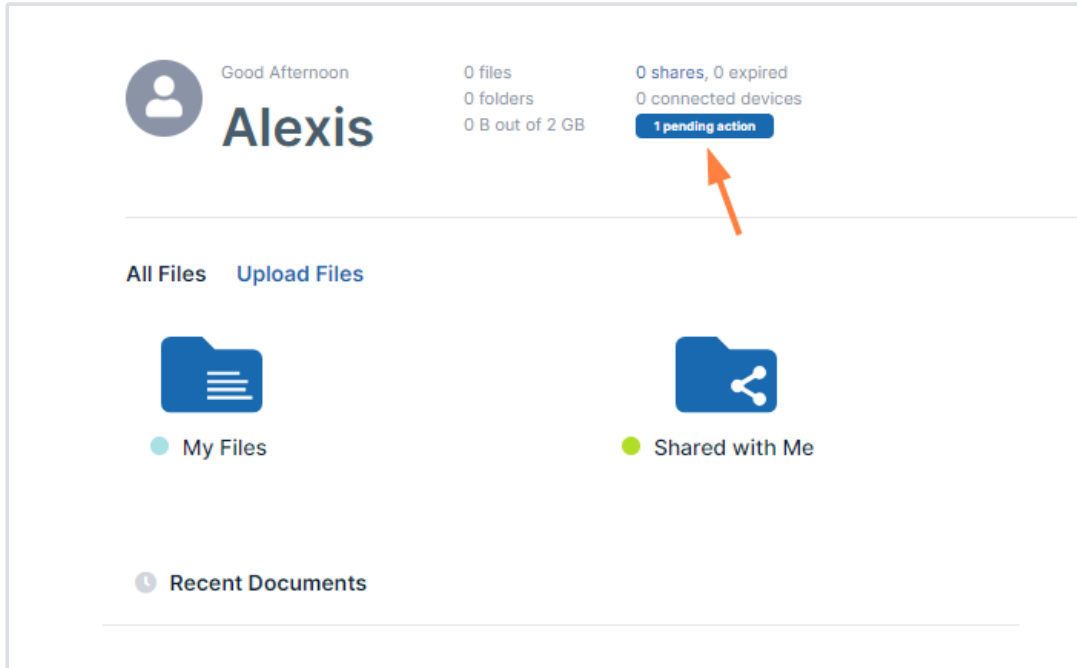 Good Afternoon
Alexis
0 files
0 folders
0 B out of 2 GB
0 shares, 0 expired
0 connected devices
1 pending action
All Files
Upload Files
My Files
Shared with Me
Recent Documents